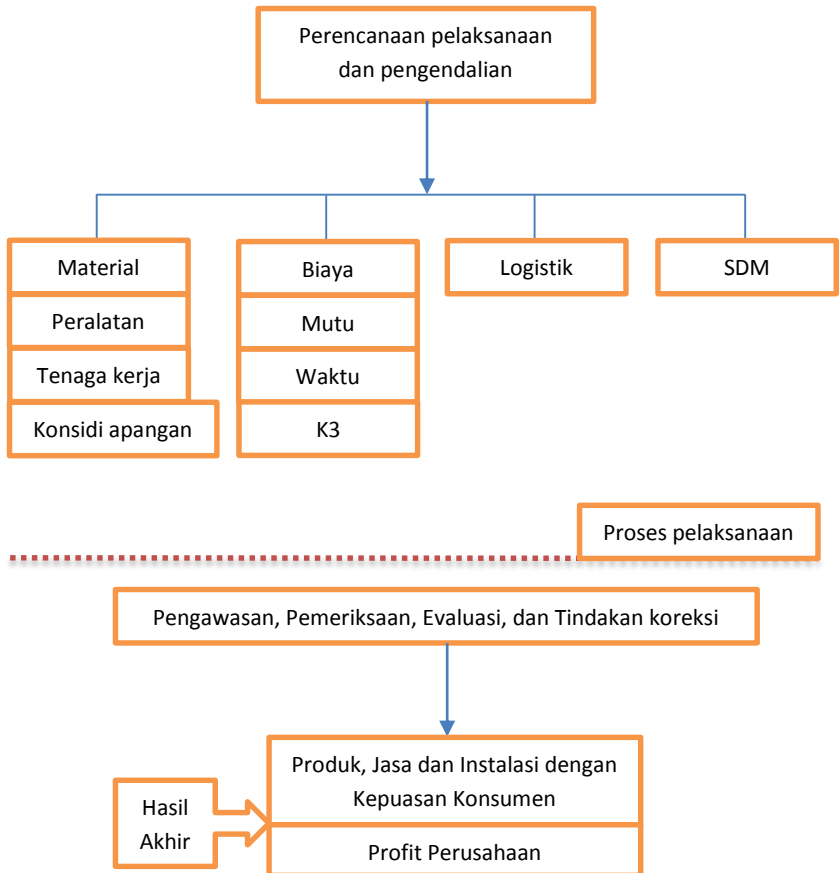 Perencanaan pelaksanaan
dan pengendalian
Material
Biaya
Logistik
SDM
Peralatan
Mutu
Tenaga kerja
Waktu
Konsidi apangan
K3
Proses pelaksanaan
Pengawasan, Pemeriksaan, Evaluasi, dan Tindakan koreksi
Produk, Jasa dan Instalasi dengan
Kepuasan Konsumen
Hasil
Akhir
Profit Perusahaan